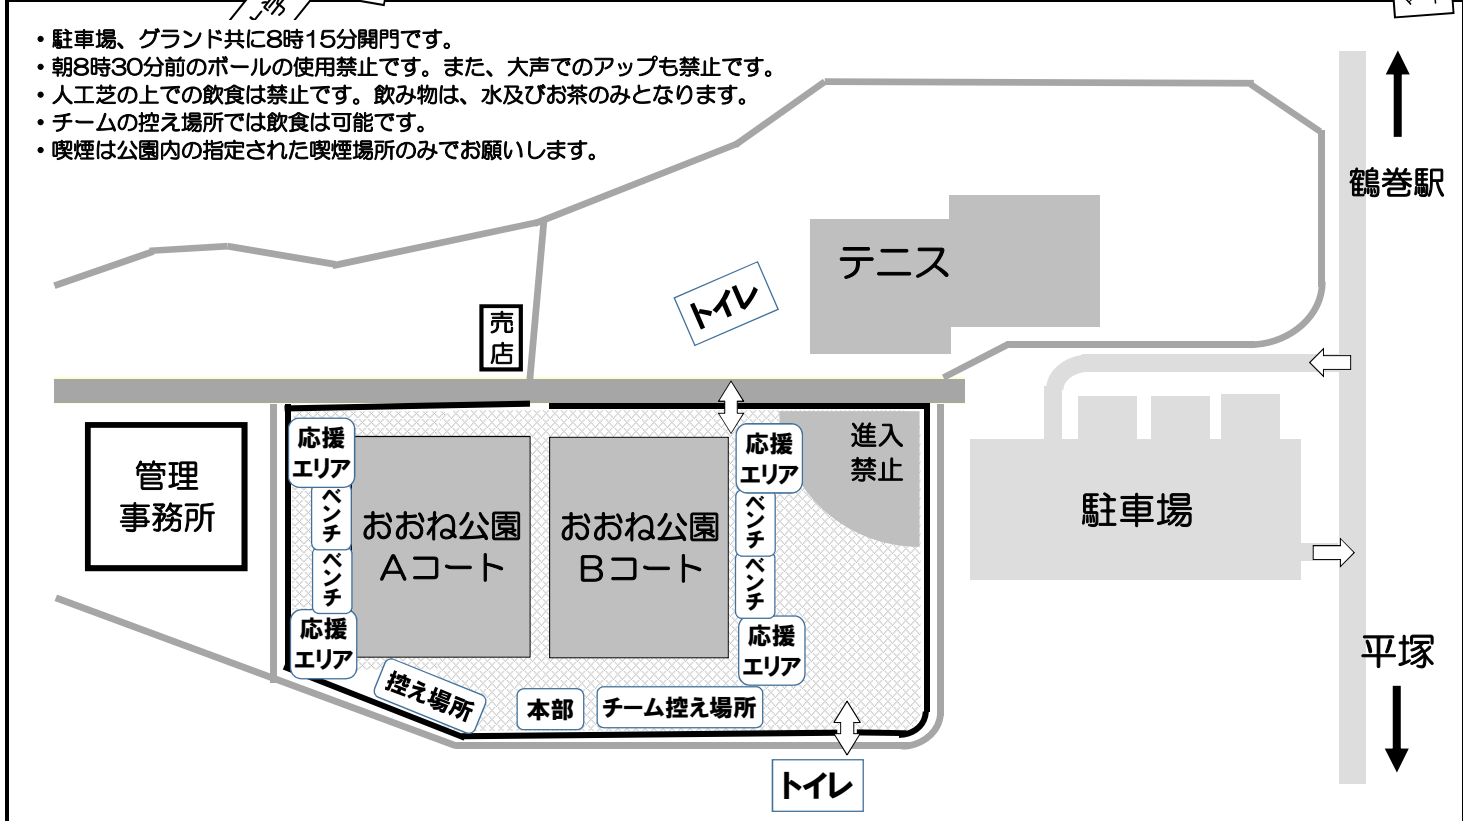 ・駐車場、グランド共に8時15分開門です。
・朝8時30分前のボールの使用禁止です。また、大声でのアップも禁止です。
・人工芝の上での飲食は禁止です。飲み物は、水及びお茶のみとなります。
・チームの控え場所では飲食は可能です。
・喫煙は公園内の指定された喫煙場所のみでお願いします。
鶴巻駅
テニス
トイレ
売店
進入
禁止
応援
エリア
応援
エリア
管理
事務所
ベンチ
ベンチ
おおね公園
Aコート
おおね公園
Bコート
駐車場
ベンチ
ベンチ
応援
エリア
応援
エリア
平塚
控え場所
本部
チーム控え場所
トイレ